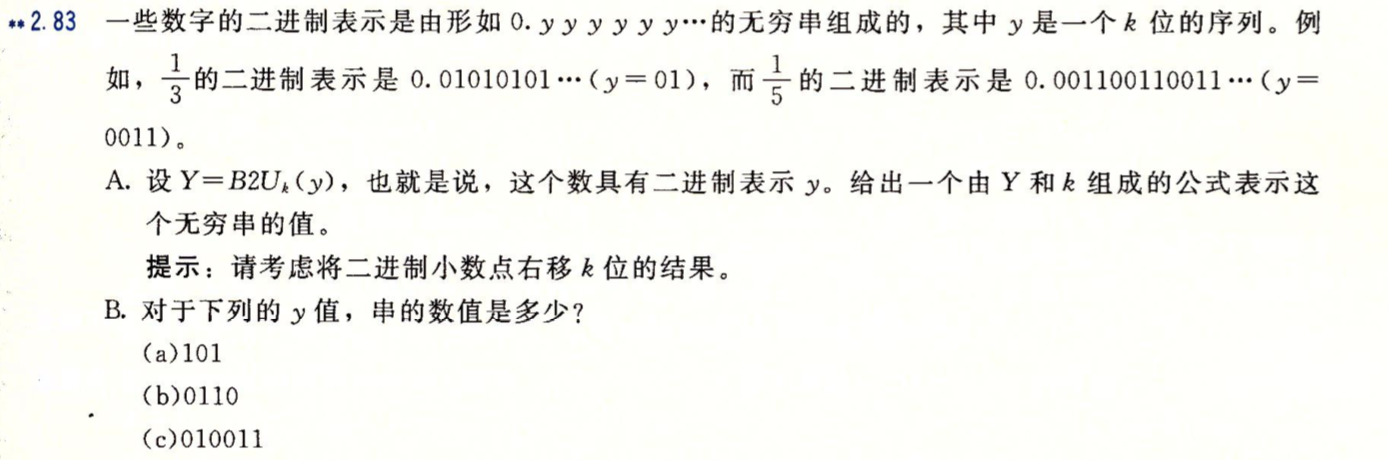 **2.83 一些数字的二进制表示是由形如 0.y y y y y y…的无穷串组成的，其中 y 是一个 k 位的序列。例
如，1/3的二进制表示是 0.01010101…(y=01)，而1/5的二进制表示是 0.001100110011…(y=
0011)。
A. 设 Y=B2Uₖ(y)，也就是说，这个数具有二进制表示 y。给出一个由 Y 和 k 组成的公式表示这
个无穷串的值。
提示：请考虑将二进制小数点右移 k 位的结果。
B. 对于下列的 y 值，串的数值是多少?
(a)101
(b)0110
(c)010011